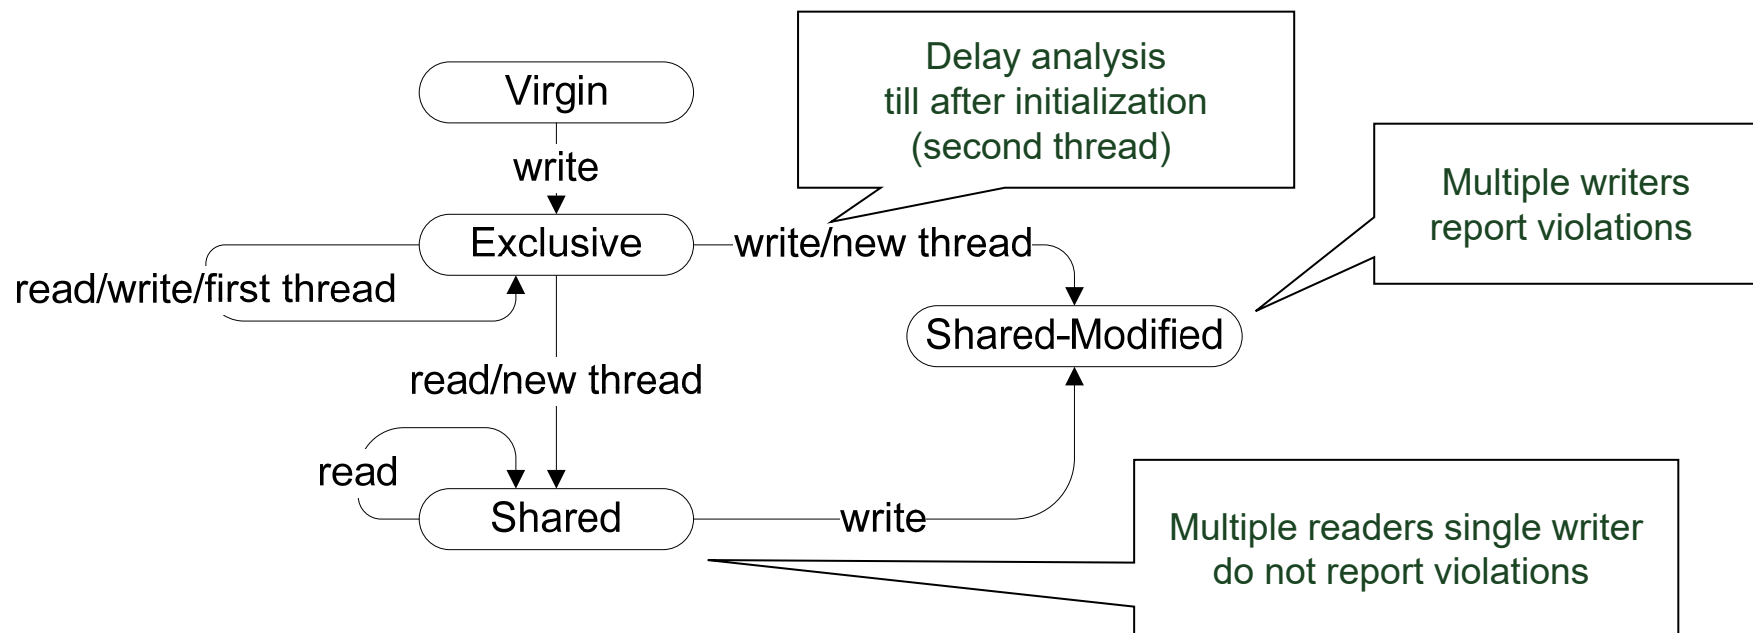 Delay analysis
till after initialization
(second thread)
Virgin
write
Multiple writers
report violations
Exclusive
write/new thread
read/write/first thread
Shared-Modified
read/new thread
read
Shared
write
Multiple readers single writer
do not report violations